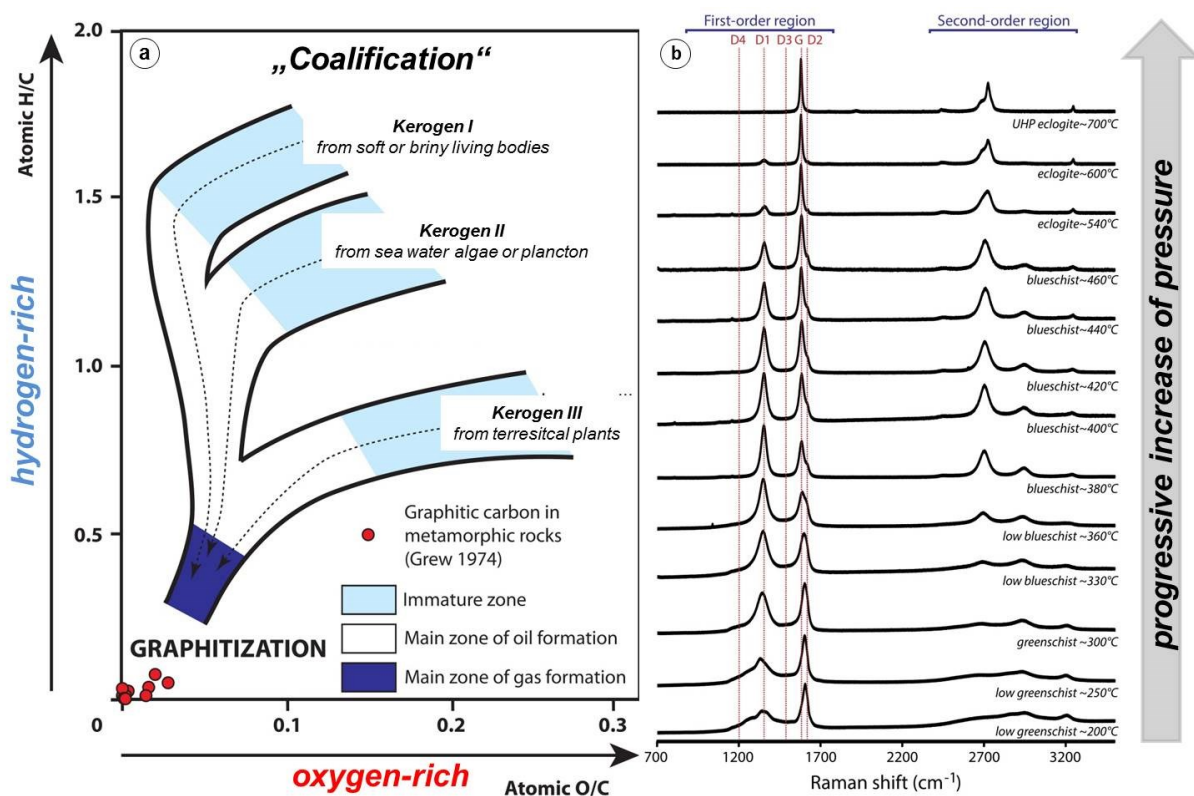 a
„Coalification“
Atomic H/C
hydrogen-rich
2.0
1.5
1.0
0.5
0
0.1
0.2
0.3
Kerogen I
from soft or briny living bodies
Kerogen II
from sea water algae or plancton
Kerogen III
from terresitcal plants
...
Graphitic carbon in
metamorphic rocks
(Grew 1974)
Immature zone
Main zone of oil formation
Main zone of gas formation
GRAPHITIZATION
oxygen-rich
Atomic O/C
First-order region
Second-order region
D4 D1 D3 G D2
b
UHP eclogite~700°C
eclogite~600°C
eclogite~540°C
blueschist~460°C
blueschist~440°C
blueschist~420°C
blueschist~400°C
blueschist~380°C
low blueschist ~360°C
low blueschist ~330°C
greenschist ~300°C
low greenschist ~250°C
low greenschist ~200°C
700 1200 1700 2200 2700 3200
Raman shift (cm⁻¹)
progressive increase of pressure